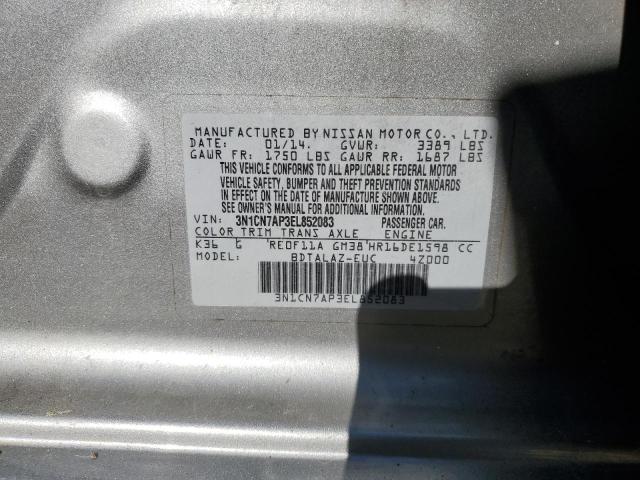 MANUFACTURED BY NISSAN MOTOR CO., LTD.
DATE: 01/14. GVWR: 3389 LBS
GAWR FR: 1750 LBS GAWR RR: 1687 LBS
THIS VEHICLE CONFORMS TO ALL APPLICABLE FEDERAL MOTOR
VEHICLE SAFETY, BUMPER AND THEFT PREVENTION STANDARDS
IN EFFECT ON THE DATE OF MANUFACTURE SHOWN ABOVE.
SEE OWNER'S MANUAL FOR ADDITIONAL INFORMATION.
VIN: 3N1CN7AP3EL852083 PASSENGER CAR.
COLOR TRIM TRANS AXLE ENGINE
K36 G RE0F11A GM38 HR16DE1598 CC
MODEL: BDTALAZ-EUC 4Z000
3N1CN7AP3EL852083